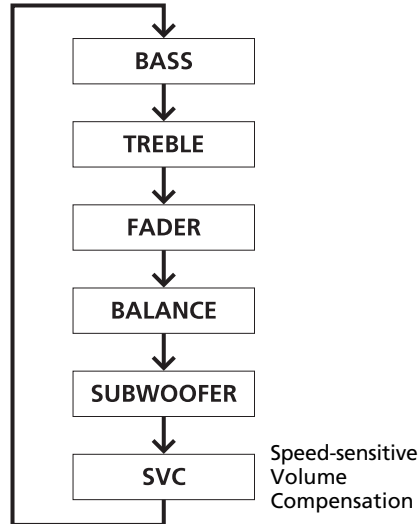 BASS
TREBLE
FADER
BALANCE
SUBWOOFER
SVC
Speed-sensitive
Volume
Compensation